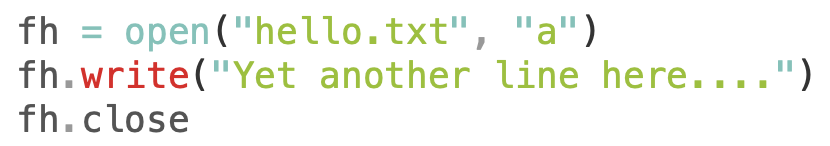 fh = open("hello.txt", "a")
fh.write("Yet another line here....")
fh.close